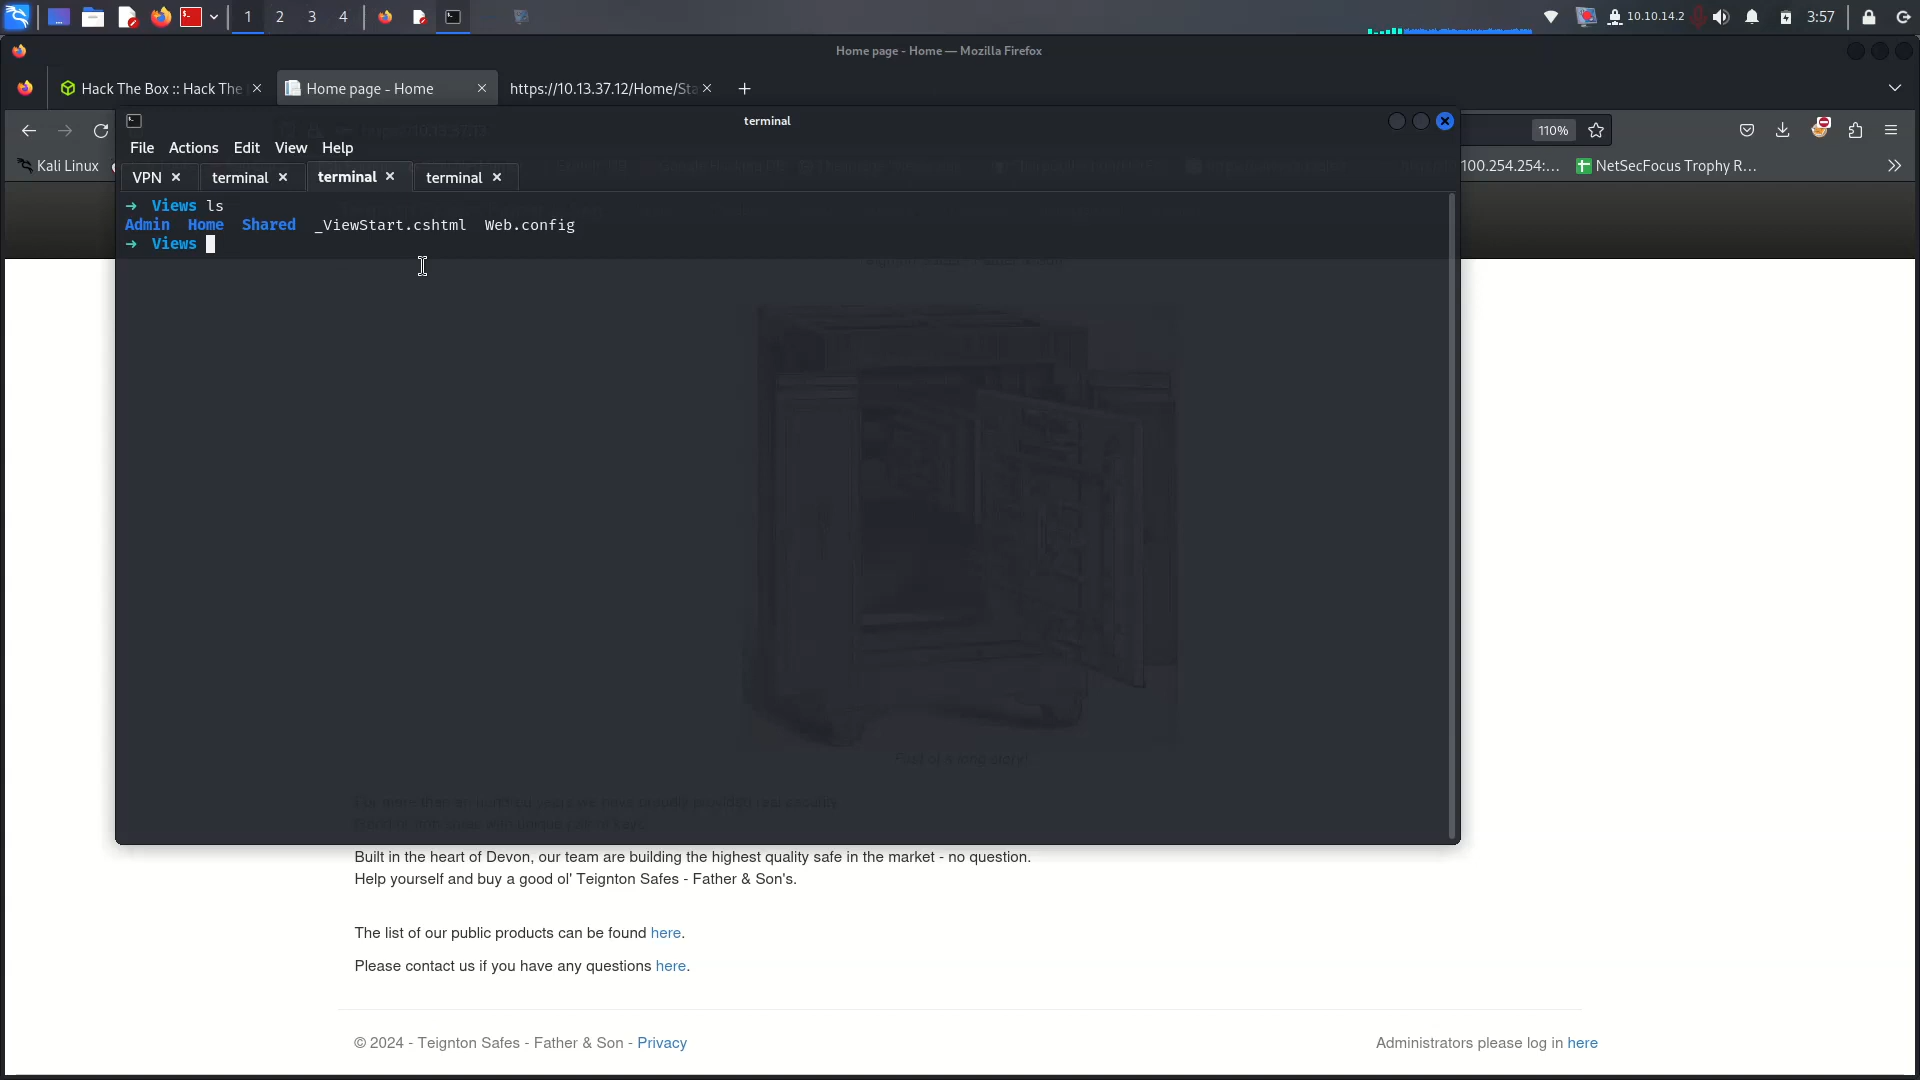 1 2 3 4 10.10.14.2 3:57
Home page - Home — Mozilla Firefox
Hack The Box :: Hack The Home page - Home https://10.13.37.12/Home/Sta
terminal
110%
File Actions Edit View Help
Kali Linux 100.254.254:... NetSecFocus Trophy R...
VPN terminal terminal terminal
→ Views ls
Admin Home Shared _ViewStart.cshtml Web.config
→ Views
Built in the heart of Devon, our team are building the highest quality safe in the market - no question.
Help yourself and buy a good ol' Teignton Safes - Father & Son's.
The list of our public products can be found here.
Please contact us if you have any questions here.
© 2024 - Teignton Safes - Father & Son - Privacy Administrators please log in here